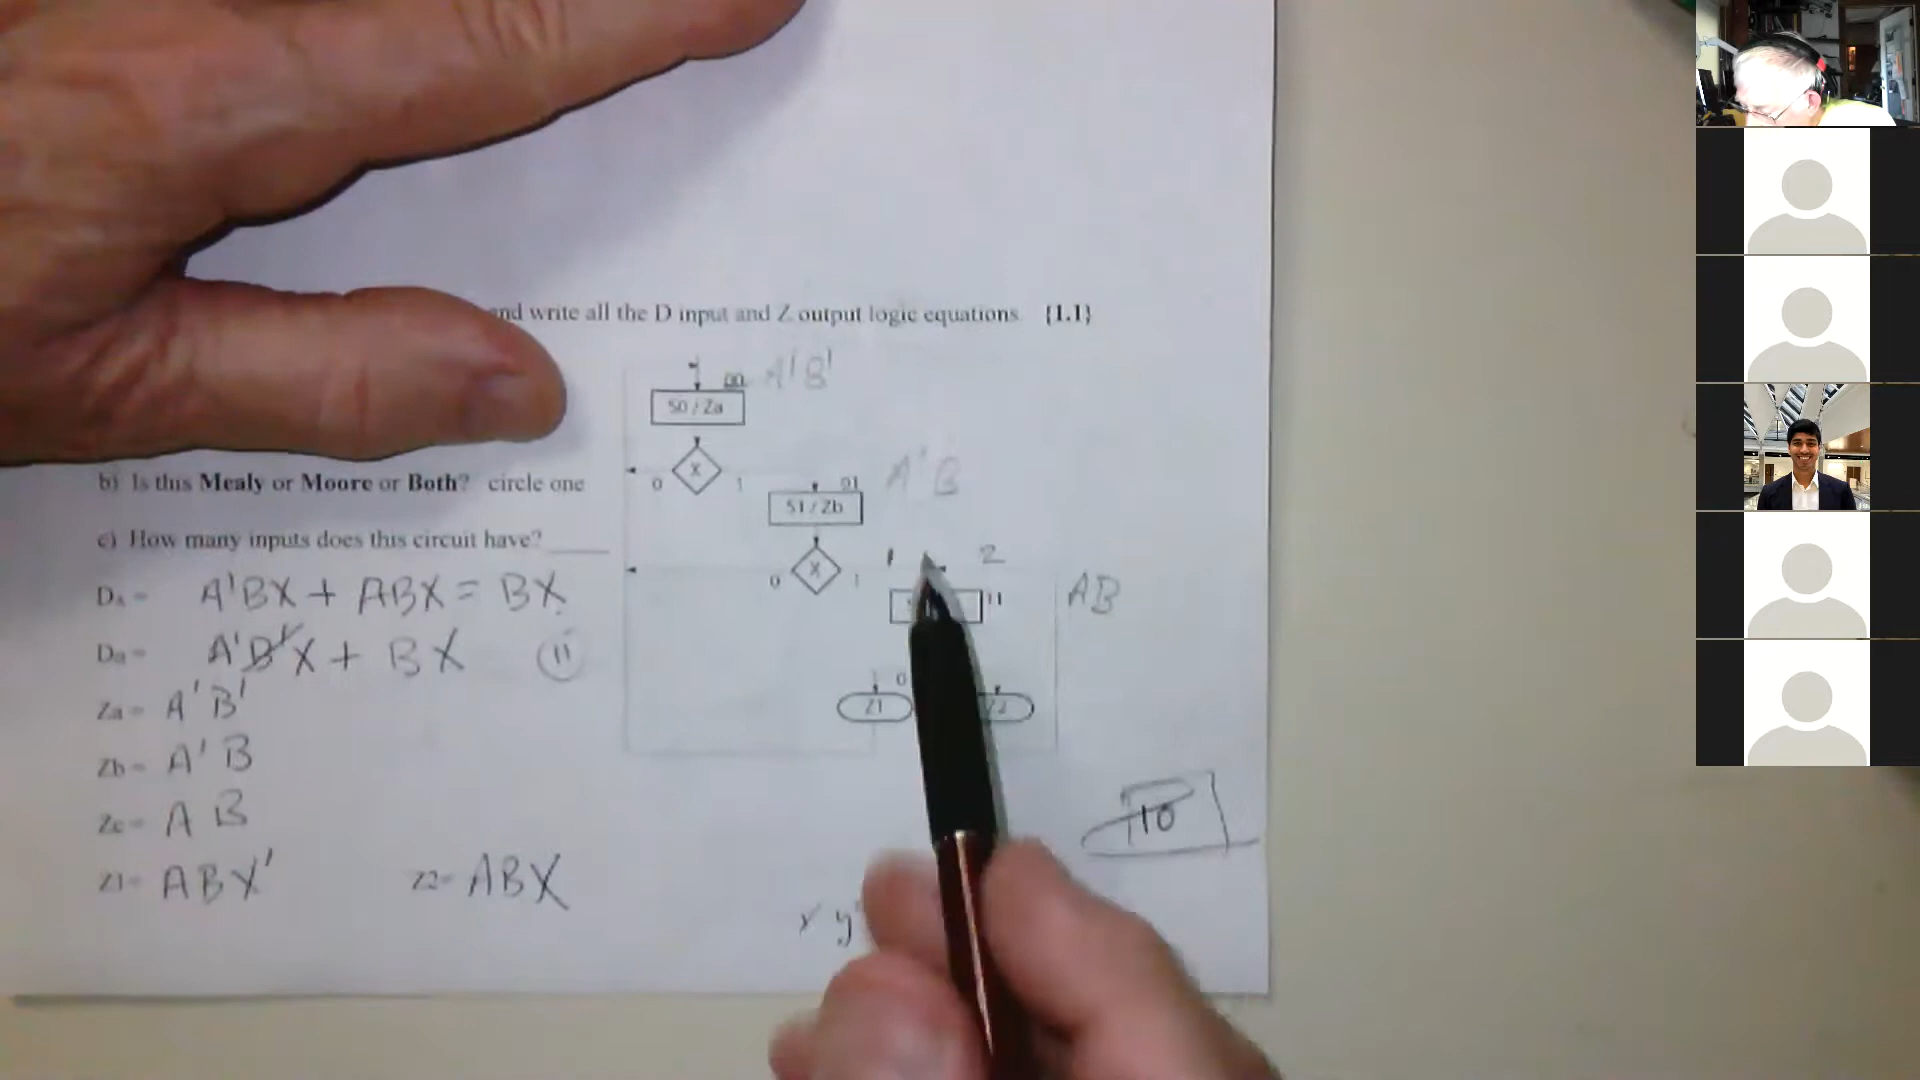 and write all the D input and Z output logic equations {1.1}
00 A'B'
S0 / Za
X
0 1
b) Is this Mealy or Moore or Both? circle one
01 A'B
S1 / Zb
c) How many inputs does this circuit have? ______
1 2
X
0 1
11 AB
DA = A'BX + ABX = BX
A'B'X + BX 11
0
Za = A'B'
Z1 Z2
Zb = A'B
Zc = AB
10
Z1 = ABX' Z2 = ABX
x y'